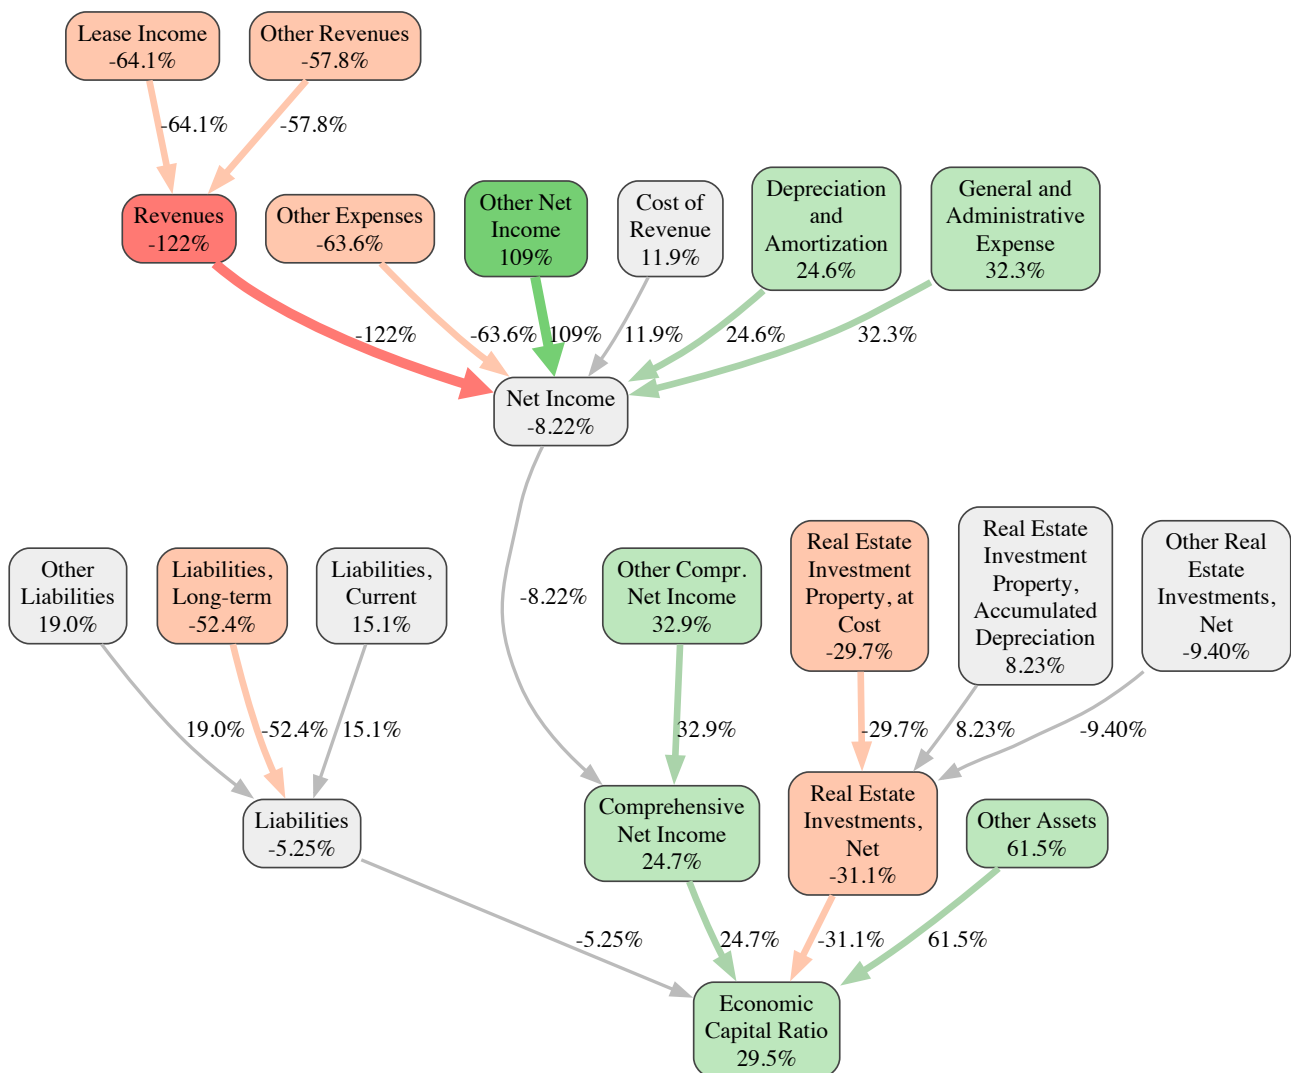 Lease Income
-64.1%
Other Revenues
-57.8%
-64.1%
-57.8%
Revenues
-122%
Other Expenses
-63.6%
Other Net
Income
109%
Cost of
Revenue
11.9%
Depreciation
and
Amortization
24.6%
General and
Administrative
Expense
32.3%
-122%
-63.6%
109%
11.9%
24.6%
32.3%
Net Income
-8.22%
Other
Liabilities
19.0%
Liabilities,
Long-term
-52.4%
Liabilities,
Current
15.1%
-8.22%
Other Compr.
Net Income
32.9%
Real Estate
Investment
Property, at
Cost
-29.7%
Real Estate
Investment
Property,
Accumulated
Depreciation
8.23%
Other Real
Estate
Investments,
Net
-9.40%
19.0%
-52.4%
15.1%
32.9%
-29.7%
8.23%
-9.40%
Liabilities
-5.25%
Comprehensive
Net Income
24.7%
Real Estate
Investments,
Net
-31.1%
Other Assets
61.5%
-5.25%
24.7%
-31.1%
61.5%
Economic
Capital Ratio
29.5%